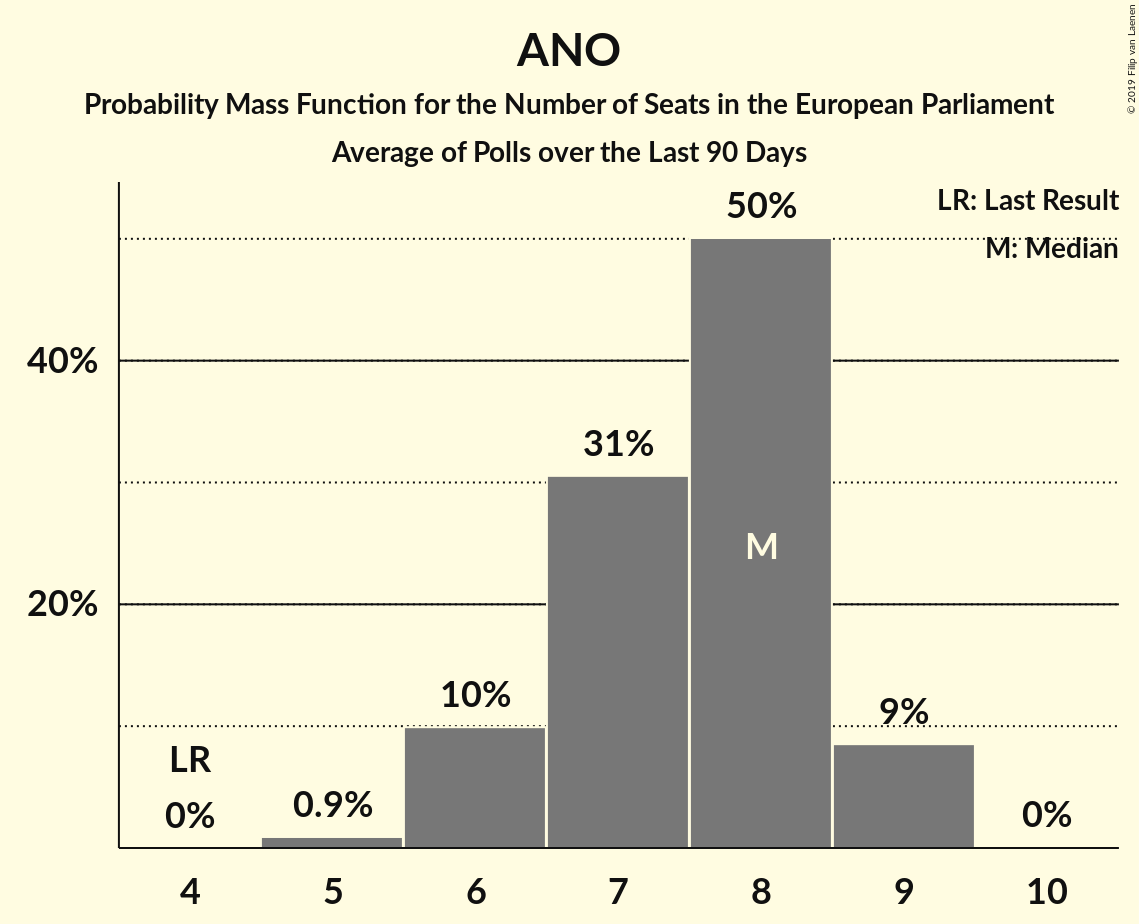 ANO
Probability Mass Function for the Number of Seats in the European Parliament
Average of Polls over the Last 90 Days
© 2019 Filip van Laenen
LR: Last Result
M: Median
50%
40%
31%
M
20%
10%
9%
LR
0%
0.9%
0%
4 5 6 7 8 9 10